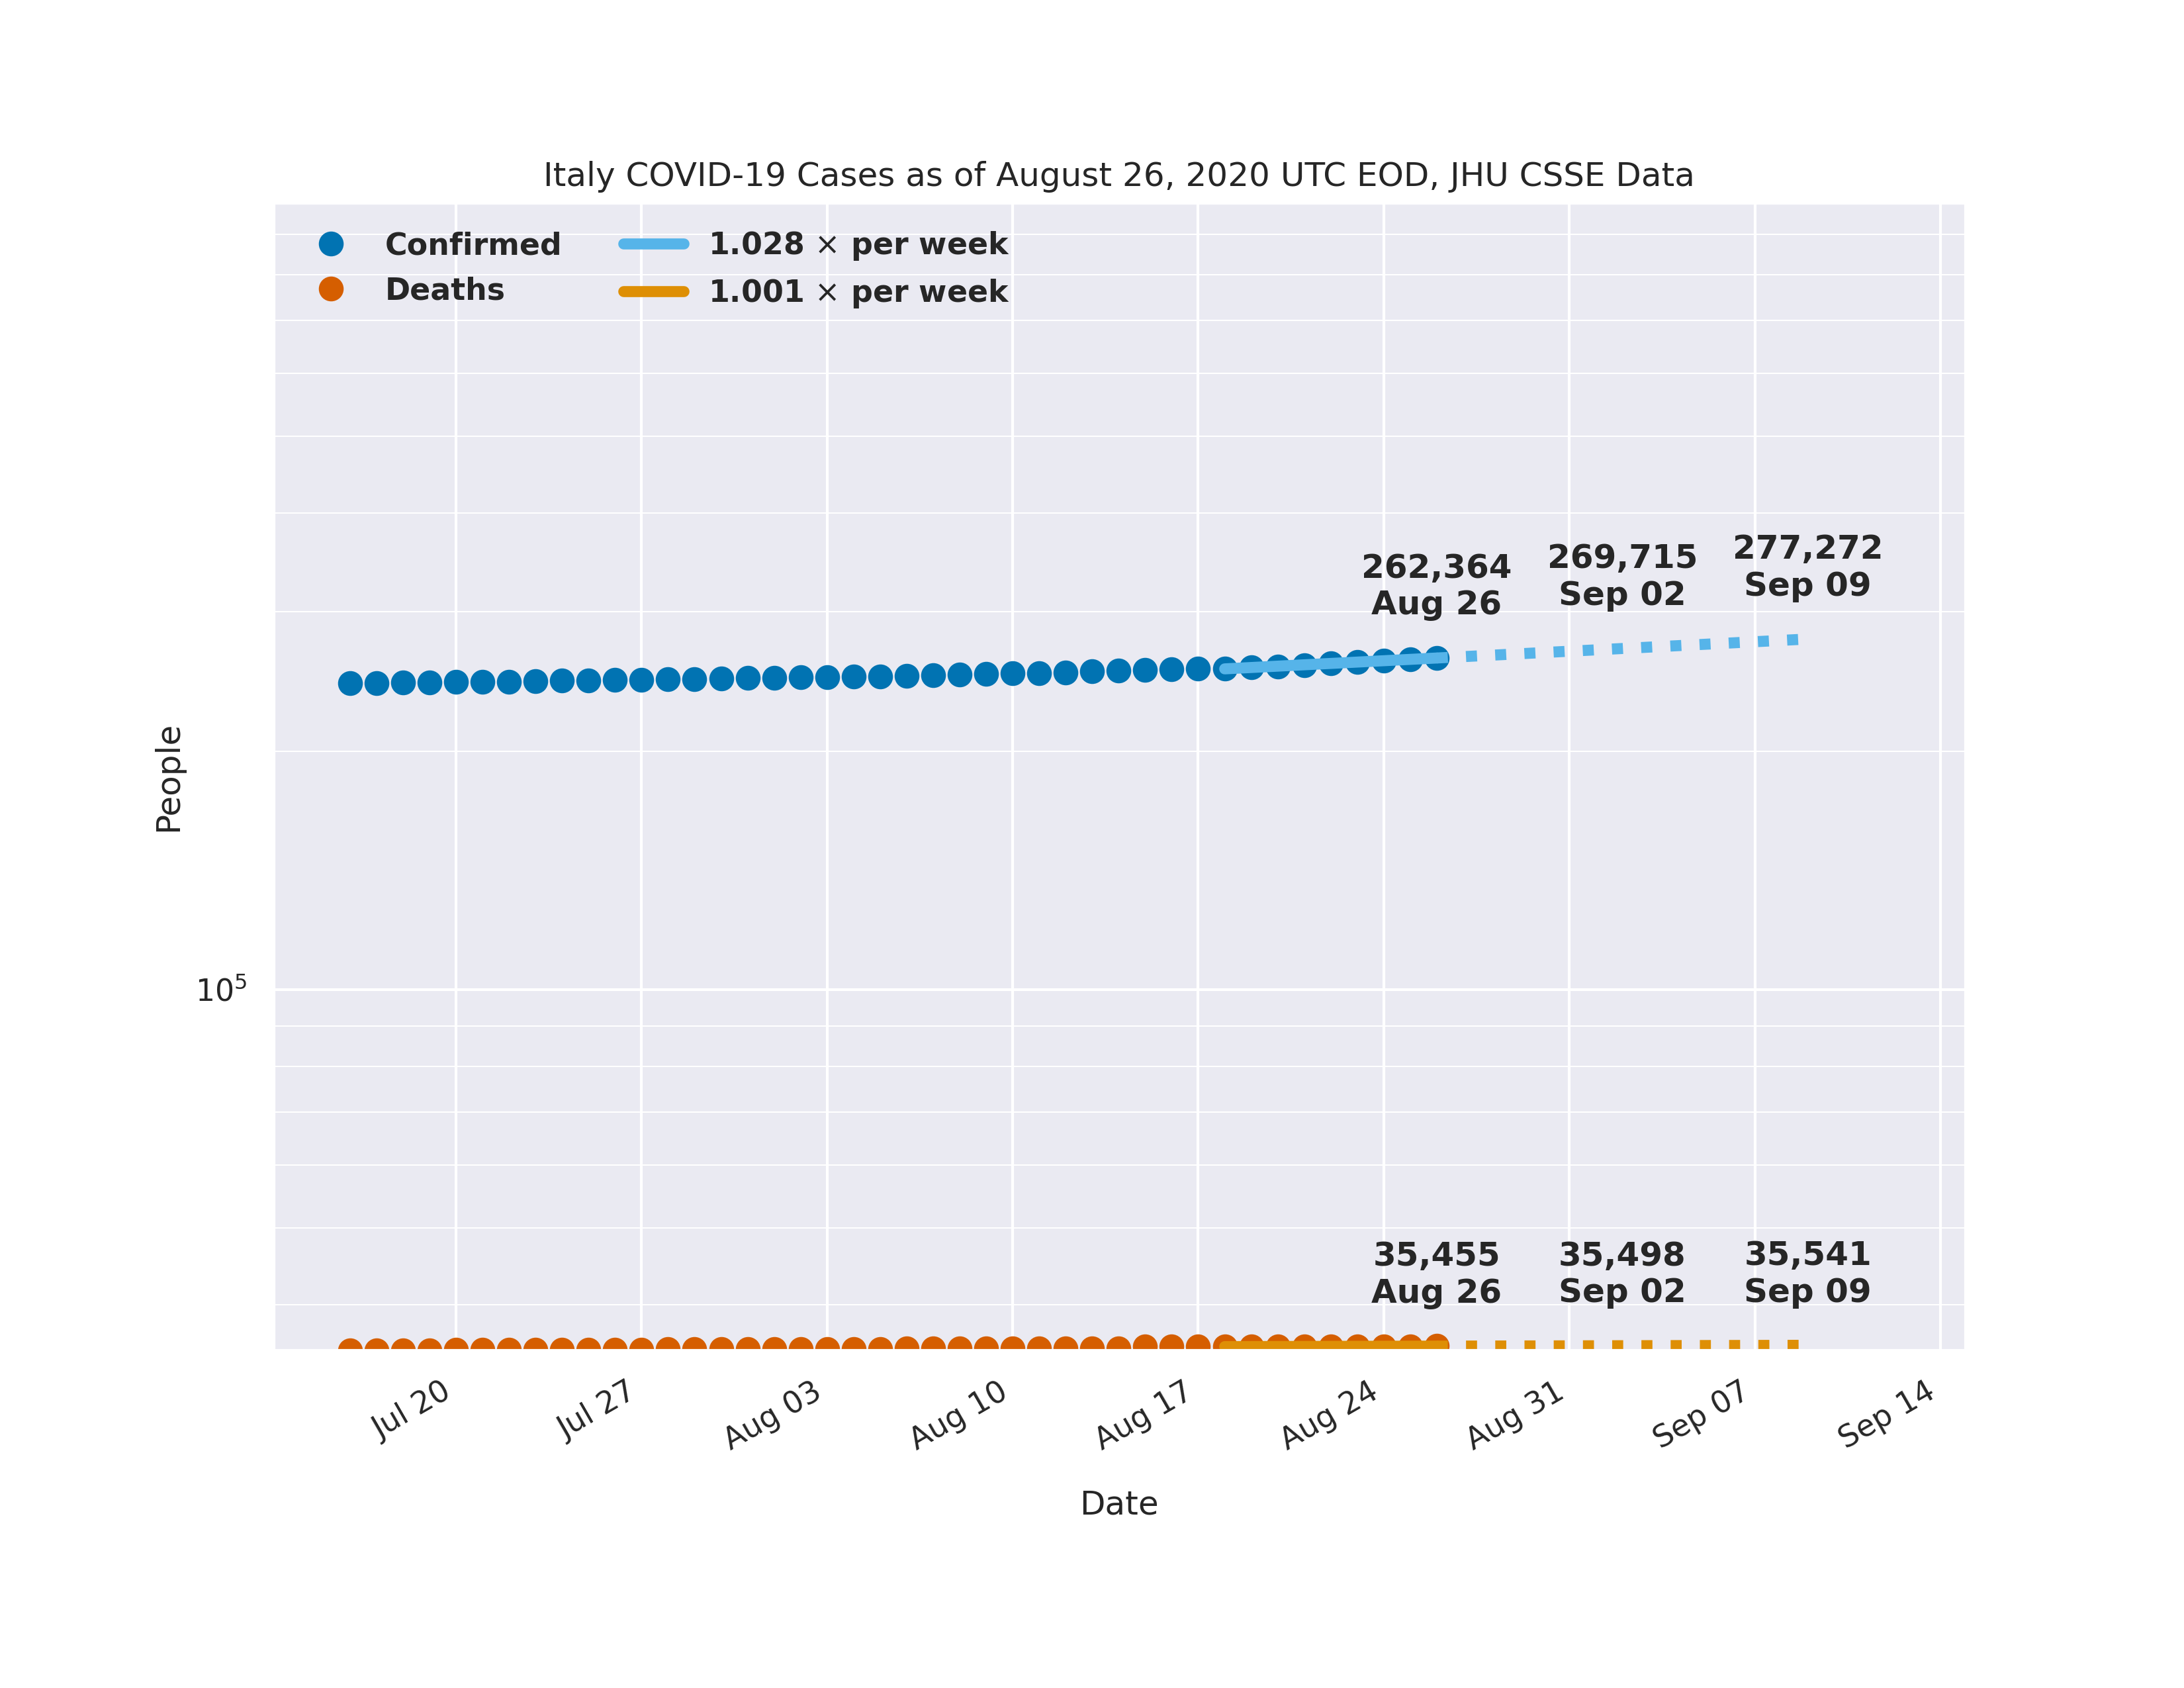 Italy COVID-19 Cases as of August 26, 2020 UTC EOD, JHU CSSE Data
Confirmed
Deaths
1.028 × per week
1.001 × per week
262,364
Aug 26
269,715
Sep 02
277,272
Sep 09
People
10⁵
35,455
Aug 26
35,498
Sep 02
35,541
Sep 09
Jul 20
Jul 27
Aug 03
Aug 10
Aug 17
Aug 24
Aug 31
Sep 07
Sep 14
Date